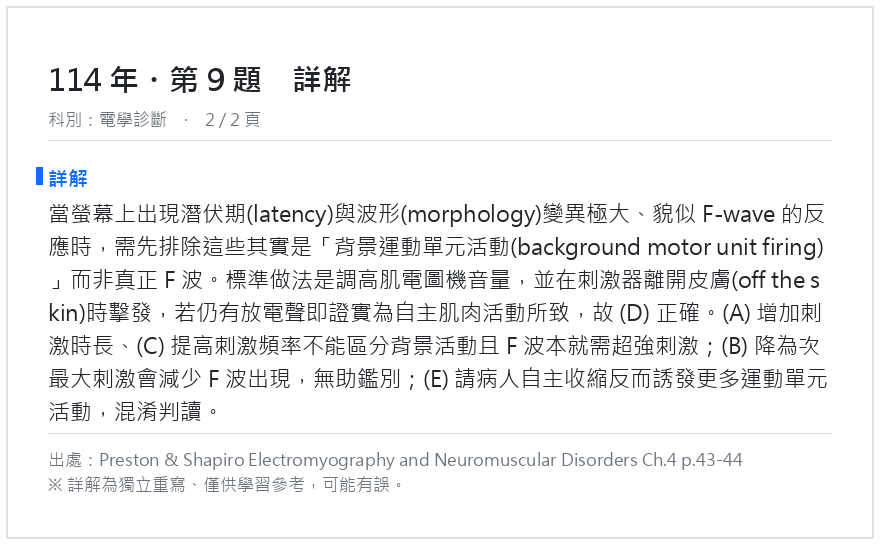 114 年・第 9 題　詳解
科別：電學診斷　·　2 / 2 頁
詳解
當螢幕上出現潛伏期(latency)與波形(morphology)變異極大、貌似 F-wave 的反
應時，需先排除這些其實是「背景運動單元活動(background motor unit firing)
」而非真正 F 波。標準做法是調高肌電圖機音量，並在刺激器離開皮膚(off the s
kin)時擊發，若仍有放電聲即證實為自主肌肉活動所致，故 (D) 正確。(A) 增加刺
激時長、(C) 提高刺激頻率不能區分背景活動且 F 波本就需超強刺激；(B) 降為次
最大刺激會減少 F 波出現，無助鑑別；(E) 請病人自主收縮反而誘發更多運動單元
活動，混淆判讀。
出處：Preston & Shapiro Electromyography and Neuromuscular Disorders Ch.4 p.43-44
※ 詳解為獨立重寫、僅供學習參考，可能有誤。